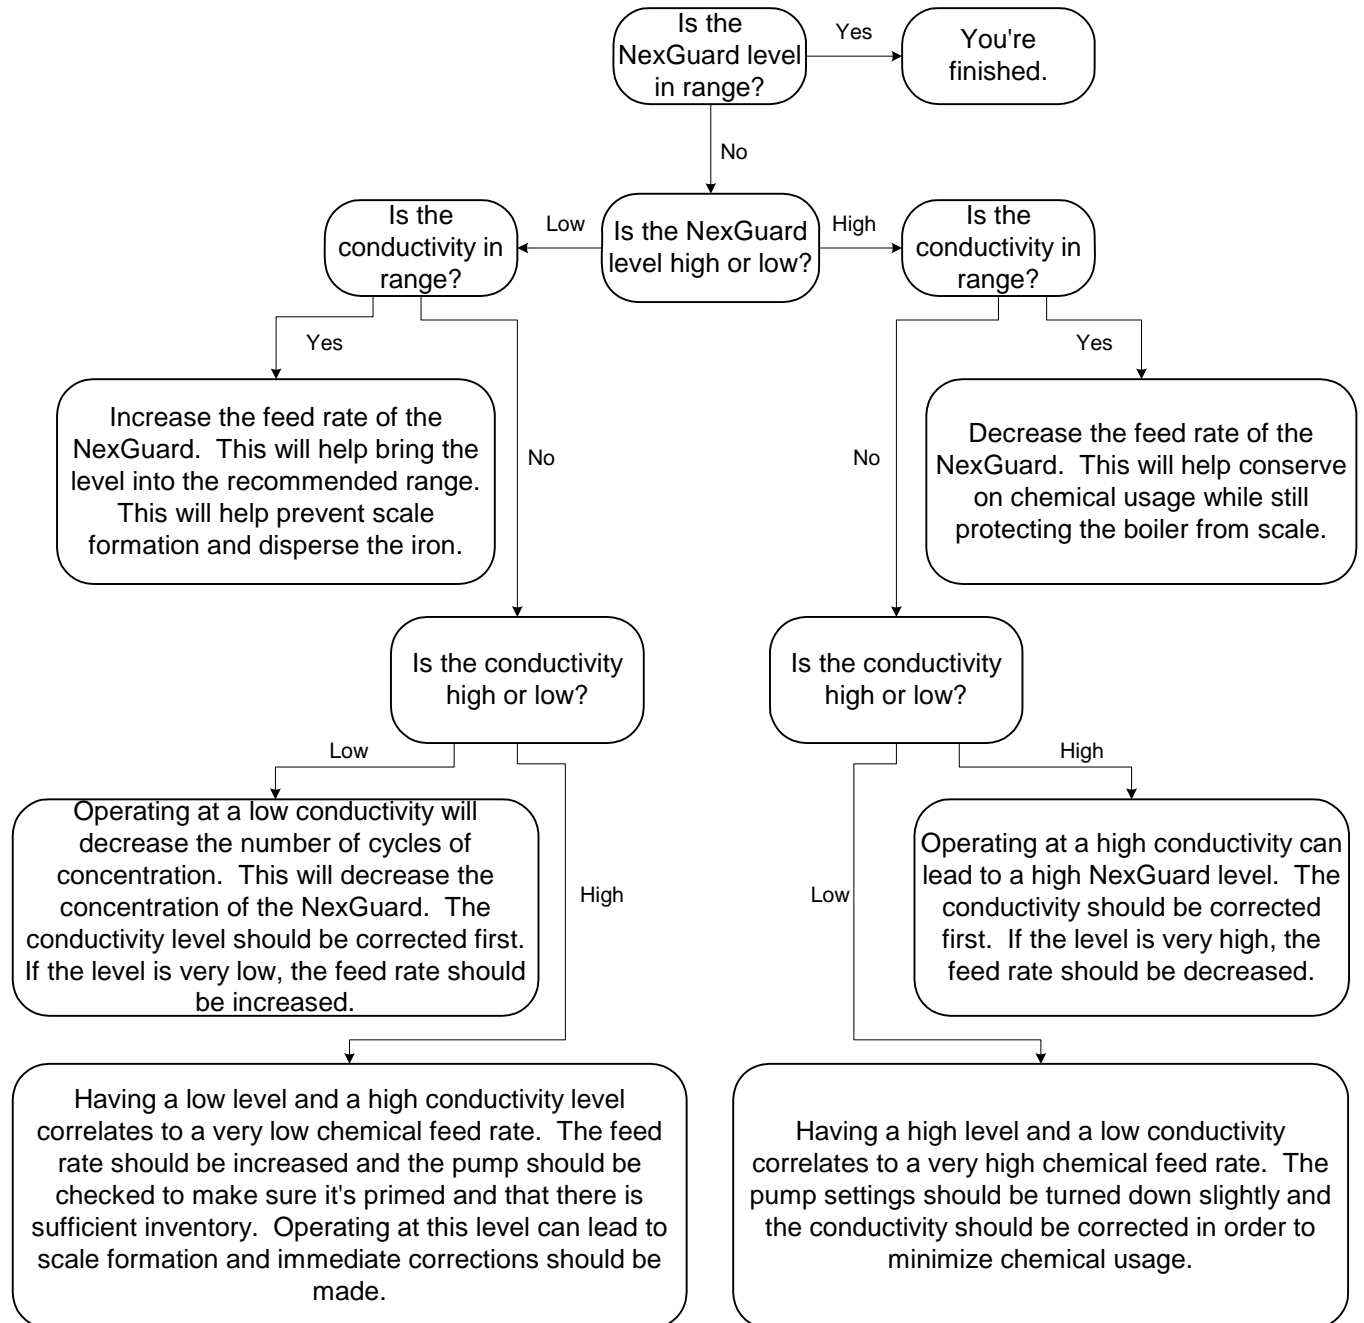 Is the
NexGuard level
in range?
Yes
You're
finished.
No
Is the
conductivity in
range?
Low
Is the NexGuard
level high or low?
High
Is the
conductivity in
range?
Yes
No
No
Yes
Increase the feed rate of the
NexGuard. This will help bring the
level into the recommended range.
This will help prevent scale
formation and disperse the iron.
Decrease the feed rate of the
NexGuard. This will help conserve
on chemical usage while still
protecting the boiler from scale.
Is the conductivity
high or low?
Is the conductivity
high or low?
Low
High
Low
High
Operating at a low conductivity will
decrease the number of cycles of
concentration. This will decrease the
concentration of the NexGuard. The
conductivity level should be corrected first.
If the level is very low, the feed rate should
be increased.
Operating at a high conductivity can
lead to a high NexGuard level. The
conductivity should be corrected
first. If the level is very high, the
feed rate should be decreased.
Having a low level and a high conductivity level
correlates to a very low chemical feed rate. The feed
rate should be increased and the pump should be
checked to make sure it's primed and that there is
sufficient inventory. Operating at this level can lead to
scale formation and immediate corrections should be
made.
Having a high level and a low conductivity
correlates to a very high chemical feed rate. The
pump settings should be turned down slightly and
the conductivity should be corrected in order to
minimize chemical usage.